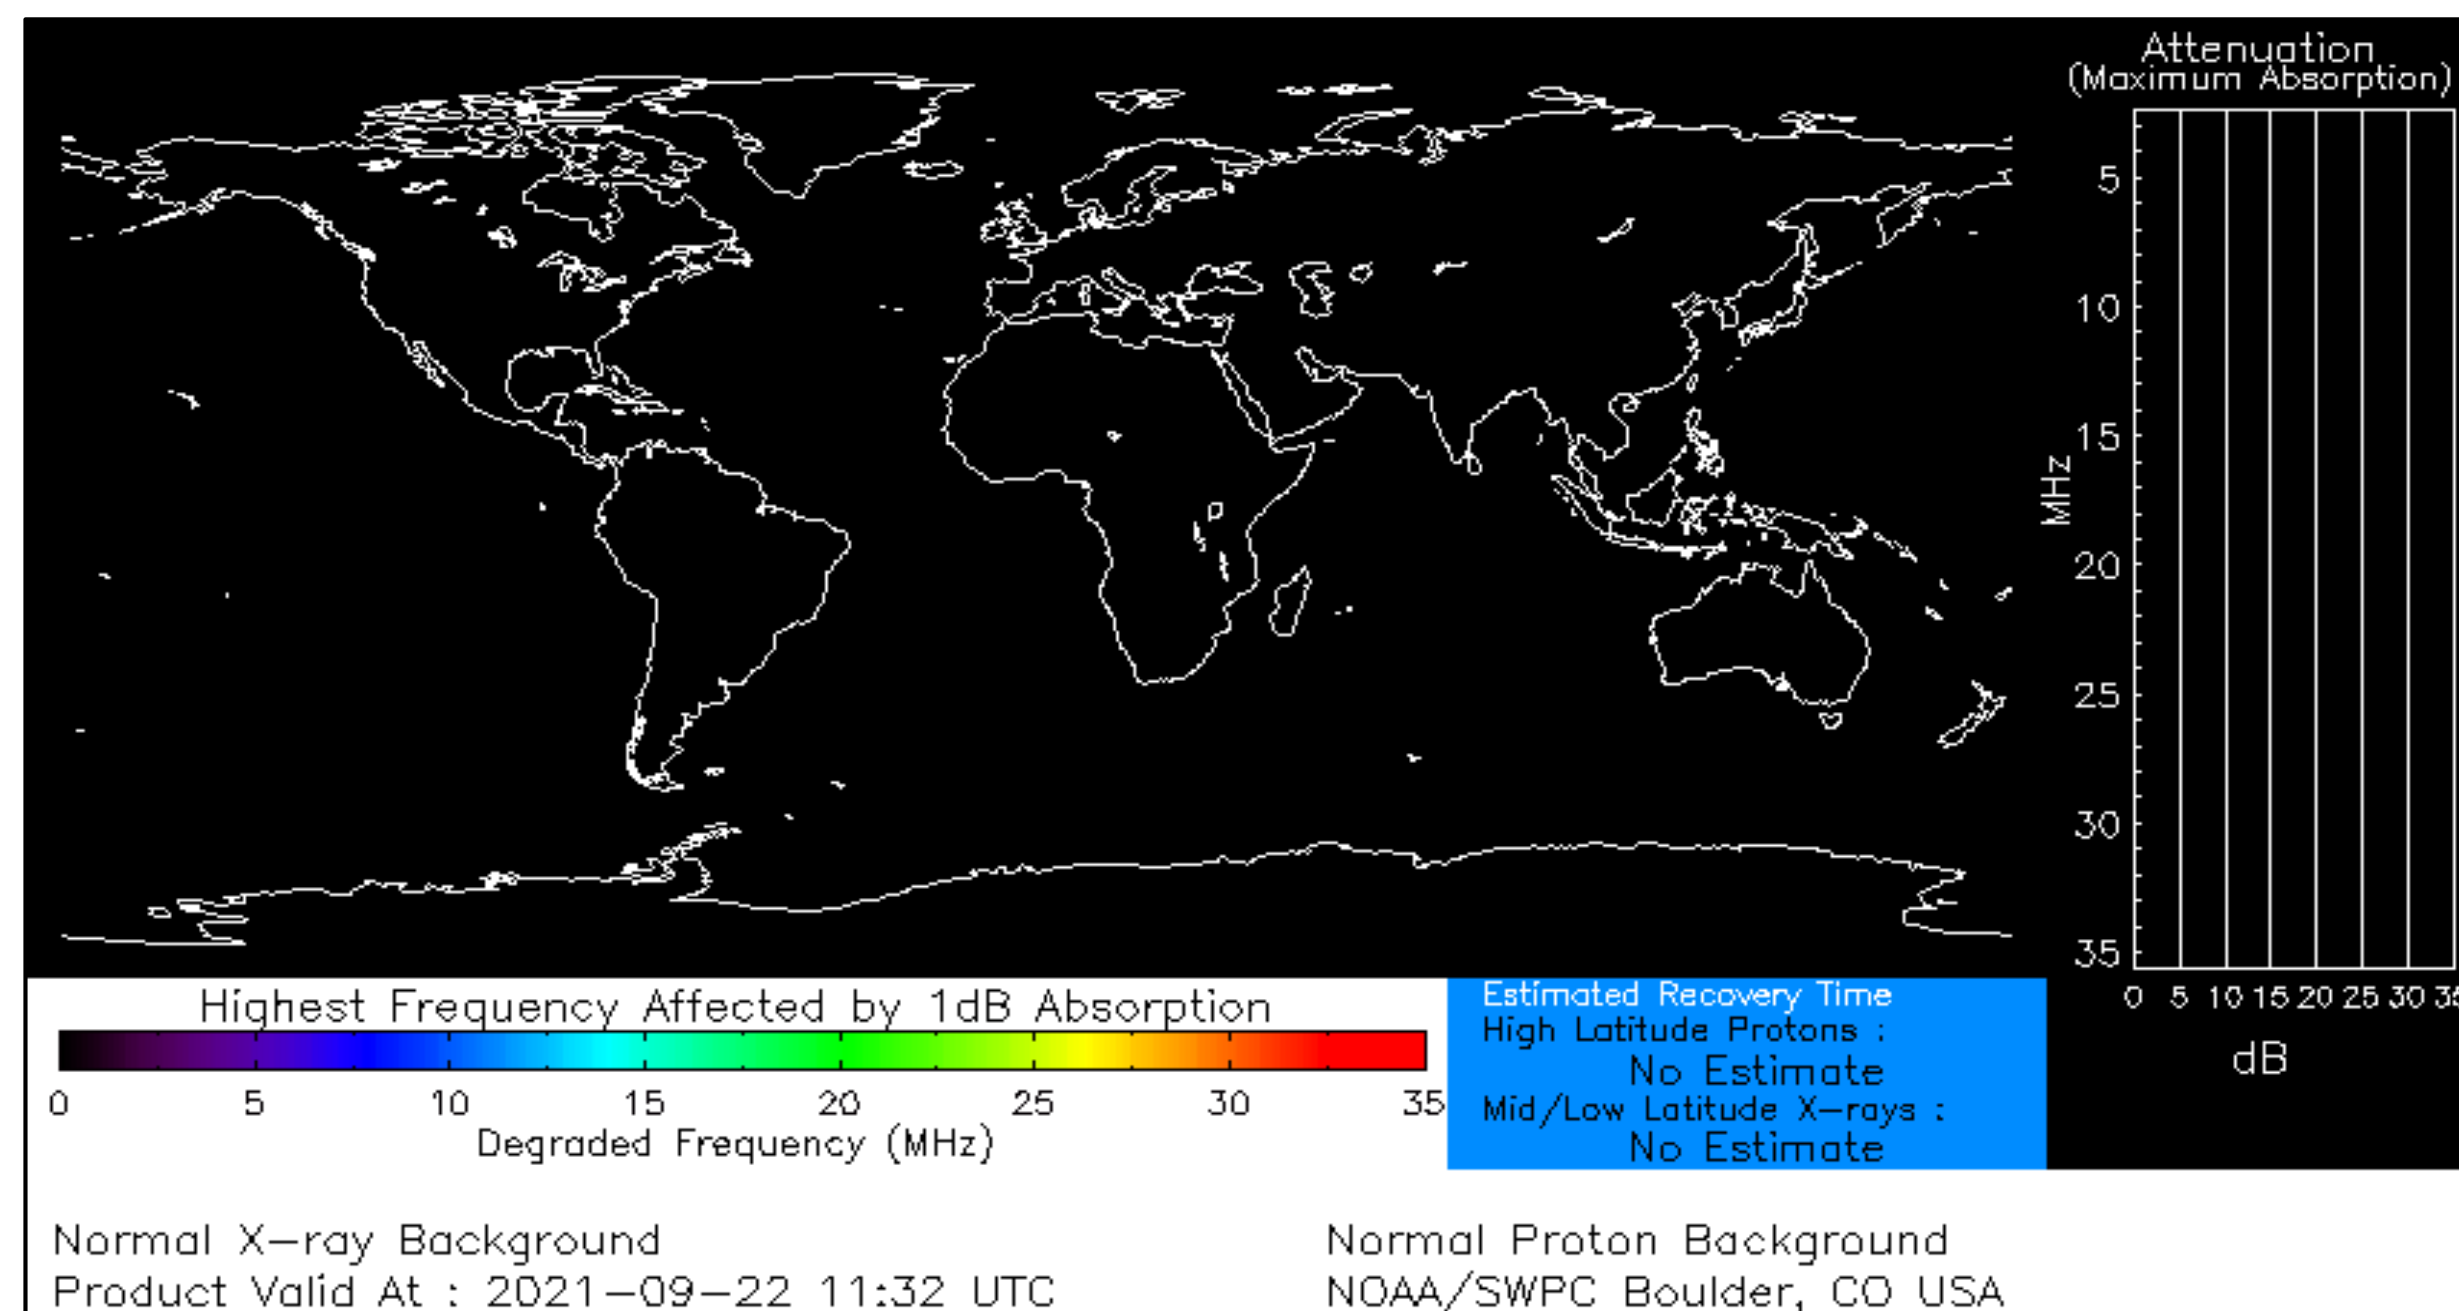 Attenuation
(Maximum Absorption)
5
10
15
20
25
30
35
MHz
0 5 10 15 20 25 30
dB
Highest Frequency Affected by 1dB Absorption
0 5 10 15 20 25 30 35
Degraded Frequency (MHz)
Estimated Recovery Time
High Latitude Protons :
No Estimate
Mid/Low Latitude X-rays :
No Estimate
Normal X-ray Background
Normal Proton Background
Product Valid At : 2021-09-22 11:32 UTC
NOAA/SWPC Boulder, CO USA